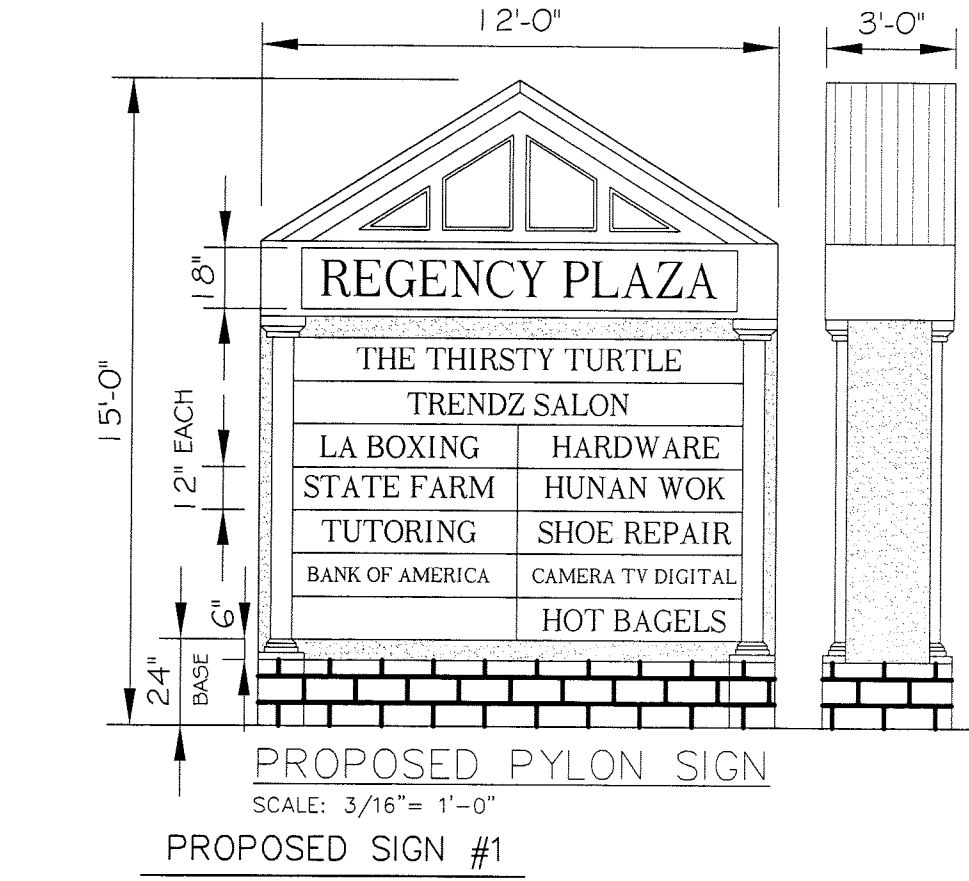 12'-0"
3'-0"
15'-0"
18"
REGENCY PLAZA
12" EACH
THE THIRSTY TURTLE
TRENDZ SALON
LA BOXING HARDWARE
STATE FARM HUNAN WOK
TUTORING SHOE REPAIR
BANK OF AMERICA CAMERA TV DIGITAL
HOT BAGELS
6"
24"
BASE
PROPOSED PYLON SIGN
SCALE: 3/16"= 1'-0"
PROPOSED SIGN #1